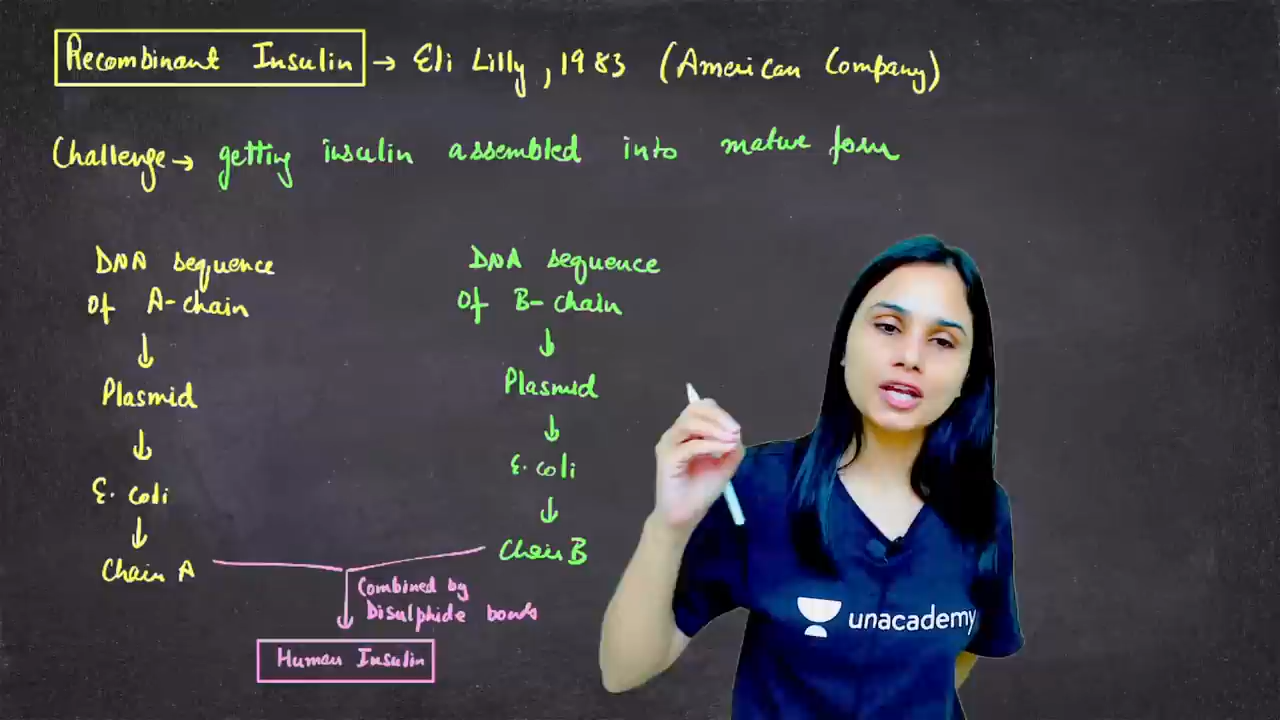 Recombinant Insulin → Eli Lilly, 1983 (American Company)
Challenge → getting insulin assembled into mature form
DNA sequence
of A-chain
↓
Plasmid
↓
E. coli
↓
Chain A
DNA sequence
of B-chain
↓
Plasmid
↓
E. coli
↓
Chain B
Combined by
Disulphide bonds
Human Insulin
unacademy